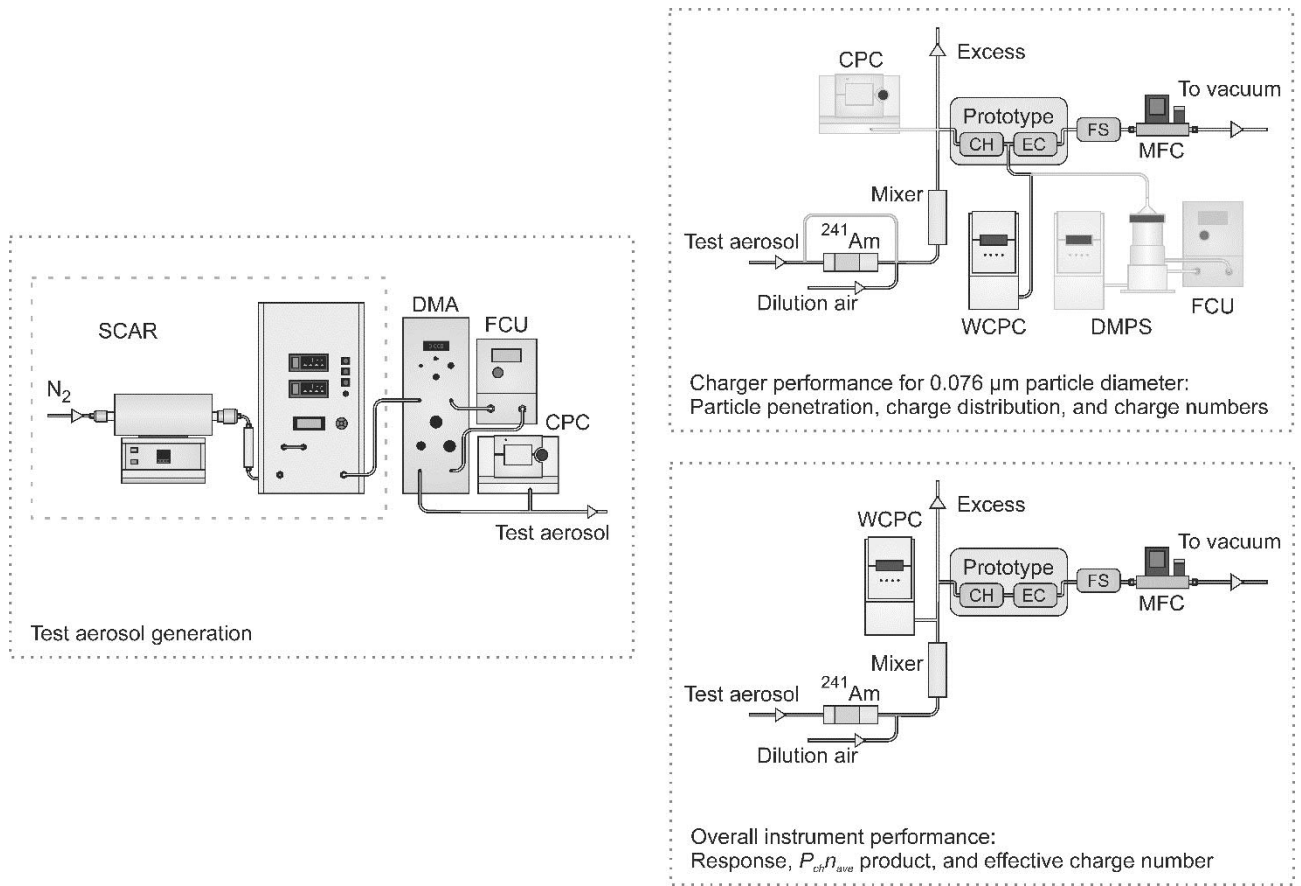 SCAR
N2
DMA
FCU
CPC
Test aerosol
Test aerosol generation
Excess
CPC
To vacuum
Prototype
CH
EC
FS
MFC
Mixer
Test aerosol
241Am
Dilution air
WCPC
DMPS
FCU
Charger performance for 0.076 µm particle diameter:
Particle penetration, charge distribution, and charge numbers
Excess
WCPC
To vacuum
Prototype
CH
EC
FS
MFC
Mixer
Test aerosol
241Am
Dilution air
Overall instrument performance:
Response, Pchnave product, and effective charge number